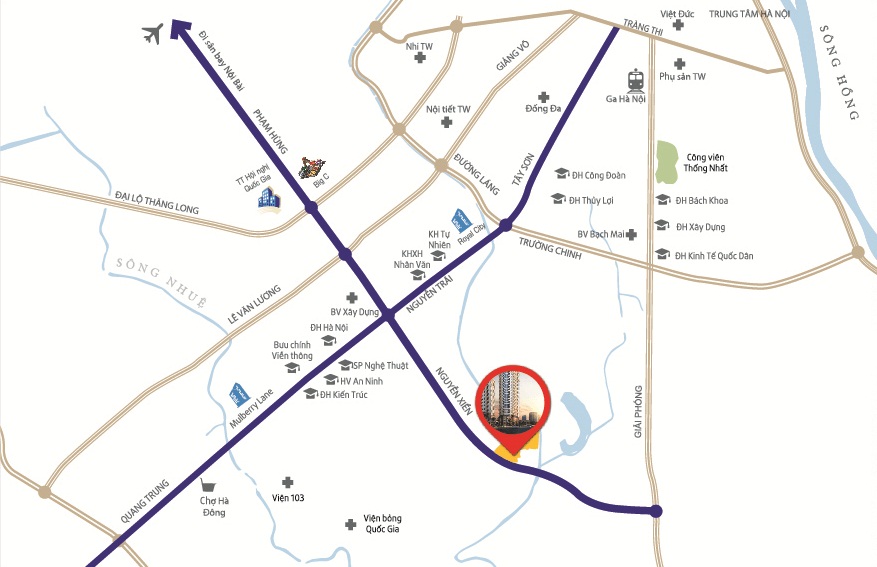 Việt Đức
TRUNG TÂM HÀ NỘI
TRÀNG THI
SÔNG HỒNG
Đi sân bay Nội Bài
Nhi TW
GIẢNG VÕ
Phụ sản TW
Ga Hà Nội
Nội tiết TW
Đống Đa
PHẠM HÙNG
TT Hội nghị
Quốc Gia
Big C
ĐƯỜNG LÁNG
TÂY SƠN
Công viên
Thống Nhất
ĐH Công Đoàn
ĐH Thủy Lợi
ĐH Bách Khoa
ĐH Xây Dựng
ĐH Kinh Tế Quốc Dân
BV Bạch Mai
ĐẠI LỘ THĂNG LONG
KH Tự
Nhiên
Royal City
TRƯỜNG CHINH
KHXH
Nhân Văn
SÔNG NHUỆ
NGUYỄN TRÃI
LÊ VĂN LƯƠNG
BV Xây Dựng
ĐH Hà Nội
Bưu chính
Viễn thông
SP Nghệ Thuật
HV An Ninh
ĐH Kiến Trúc
Mulberry Lane
NGUYỄN XIỂN
GIẢI PHÓNG
QUANG TRUNG
Chợ Hà
Đông
Viện 103
Viện bỏng
Quốc Gia